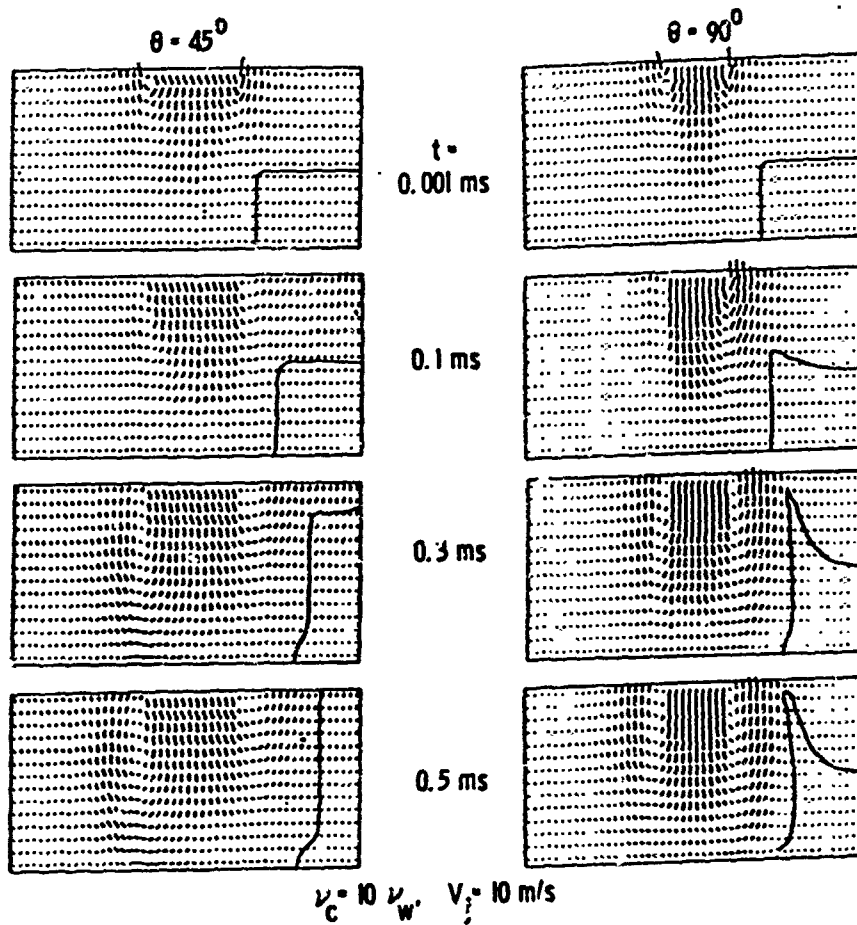 θ = 45°
θ = 90°
t =
0.001 ms
0.1 ms
0.3 ms
0.5 ms
ν_c = 10 ν_w, V_j = 10 m/s